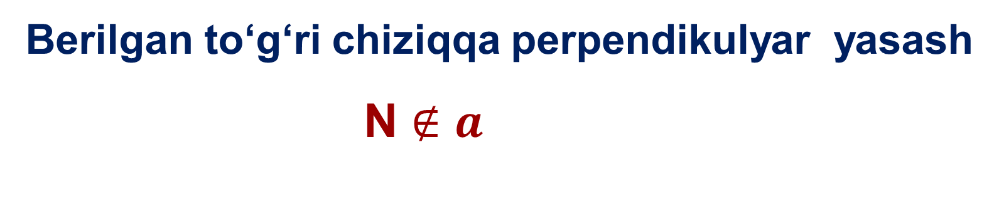 Berilgan to‘g‘ri chiziqqa perpendikulyar yasash
N ∉ a